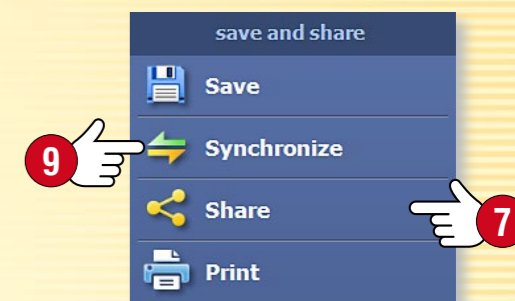 save and share
Save
9 Synchronize
Share 7
Print